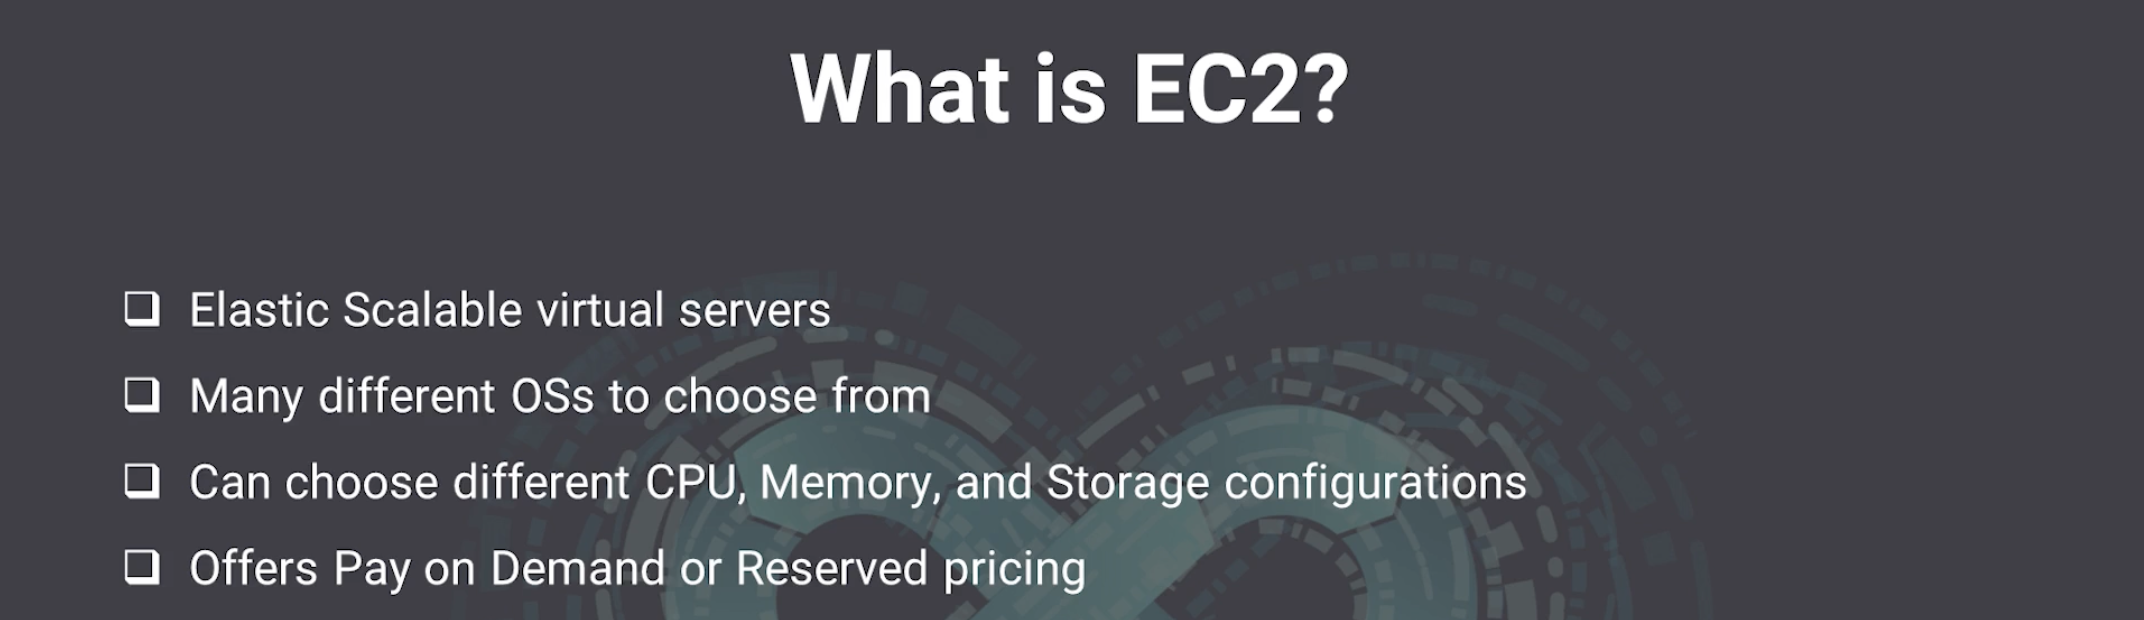 What is EC2?
Elastic Scalable virtual servers
Many different OSs to choose from
Can choose different CPU, Memory, and Storage configurations
Offers Pay on Demand or Reserved pricing